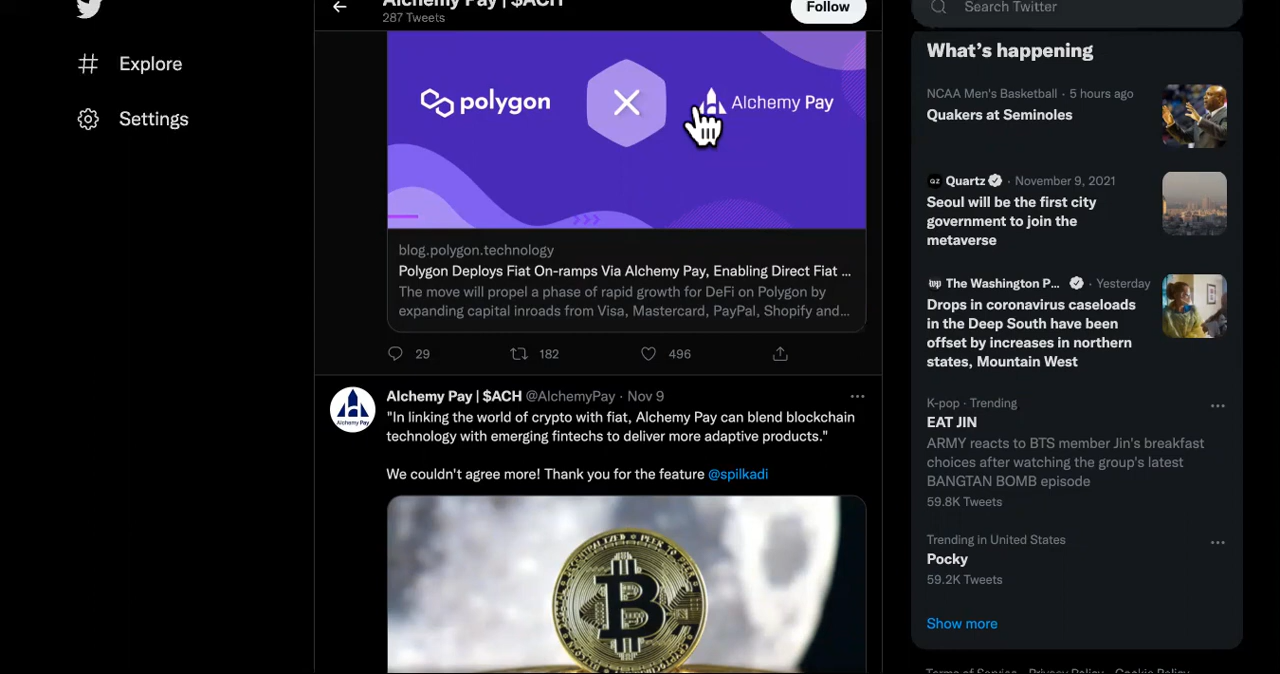 Explore
Settings
Alchemy Pay | $ACH
287 Tweets
Follow
polygon
Alchemy Pay
blog.polygon.technology
Polygon Deploys Fiat On-ramps Via Alchemy Pay, Enabling Direct Fiat ...
The move will propel a phase of rapid growth for DeFi on Polygon by
expanding capital inroads from Visa, Mastercard, PayPal, Shopify and...
29
182
496
Alchemy Pay
Alchemy Pay | $ACH @AlchemyPay · Nov 9
"In linking the world of crypto with fiat, Alchemy Pay can blend blockchain
technology with emerging fintechs to deliver more adaptive products."
We couldn't agree more! Thank you for the feature @spilkadi
Search Twitter
What's happening
NCAA Men's Basketball · 5 hours ago
Quakers at Seminoles
Quartz · November 9, 2021
Seoul will be the first city
government to join the
metaverse
The Washington P... · Yesterday
Drops in coronavirus caseloads
in the Deep South have been
offset by increases in northern
states, Mountain West
K-pop · Trending
EAT JIN
ARMY reacts to BTS member Jin's breakfast
choices after watching the group's latest
BANGTAN BOMB episode
59.8K Tweets
Trending in United States
Pocky
59.2K Tweets
Show more
Terms of Service Privacy Policy Cookie Policy